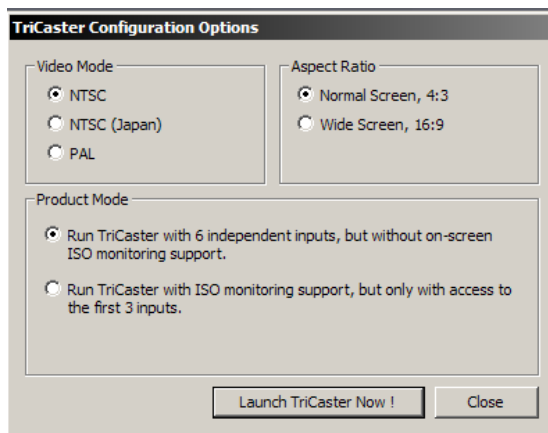 TriCaster Configuration Options
Video Mode
NTSC
NTSC (Japan)
PAL
Aspect Ratio
Normal Screen, 4:3
Wide Screen, 16:9
Product Mode
Run TriCaster with 6 independent inputs, but without on-screen
ISO monitoring support.
Run TriCaster with ISO monitoring support, but only with access to
the first 3 inputs.
Launch TriCaster Now !
Close